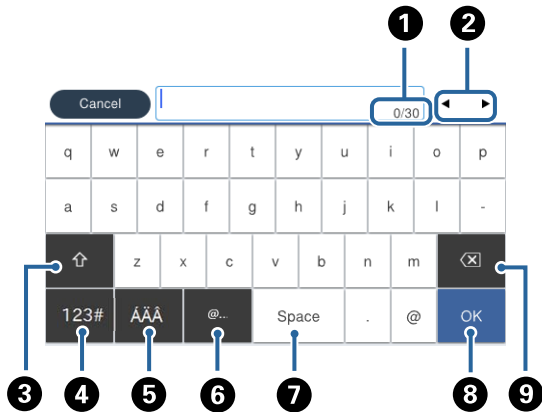 1 2
Cancel 0/30
q w e r t y u i o p
a s d f g h j k l -
z x c v b n m
123# ÁÄÂ @... Space . @ OK
3 4 5 6 7 8 9